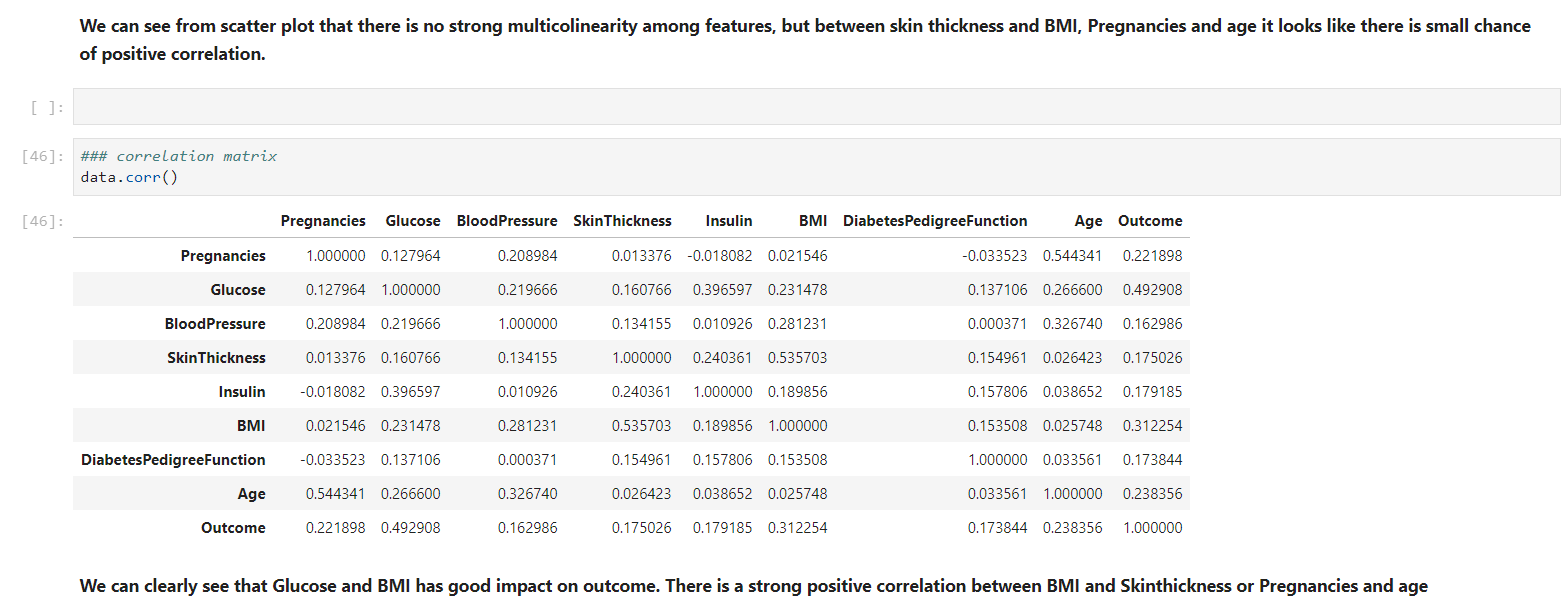 We can see from scatter plot that there is no strong multicolinearity among features, but between skin thickness and BMI, Pregnancies and age it looks like there is small chance
of positive correlation.
[ ]:
[46]: ### correlation matrix
data.corr()
[46]: Pregnancies Glucose BloodPressure SkinThickness Insulin BMI DiabetesPedigreeFunction Age Outcome
Pregnancies 1.000000 0.127964 0.208984 0.013376 -0.018082 0.021546 -0.033523 0.544341 0.221898
Glucose 0.127964 1.000000 0.219666 0.160766 0.396597 0.231478 0.137106 0.266600 0.492908
BloodPressure 0.208984 0.219666 1.000000 0.134155 0.010926 0.281231 0.000371 0.326740 0.162986
SkinThickness 0.013376 0.160766 0.134155 1.000000 0.240361 0.535703 0.154961 0.026423 0.175026
Insulin -0.018082 0.396597 0.010926 0.240361 1.000000 0.189856 0.157806 0.038652 0.179185
BMI 0.021546 0.231478 0.281231 0.535703 0.189856 1.000000 0.153508 0.025748 0.312254
DiabetesPedigreeFunction -0.033523 0.137106 0.000371 0.154961 0.157806 0.153508 1.000000 0.033561 0.173844
Age 0.544341 0.266600 0.326740 0.026423 0.038652 0.025748 0.033561 1.000000 0.238356
Outcome 0.221898 0.492908 0.162986 0.175026 0.179185 0.312254 0.173844 0.238356 1.000000
We can clearly see that Glucose and BMI has good impact on outcome. There is a strong positive correlation between BMI and Skinthickness or Pregnancies and age